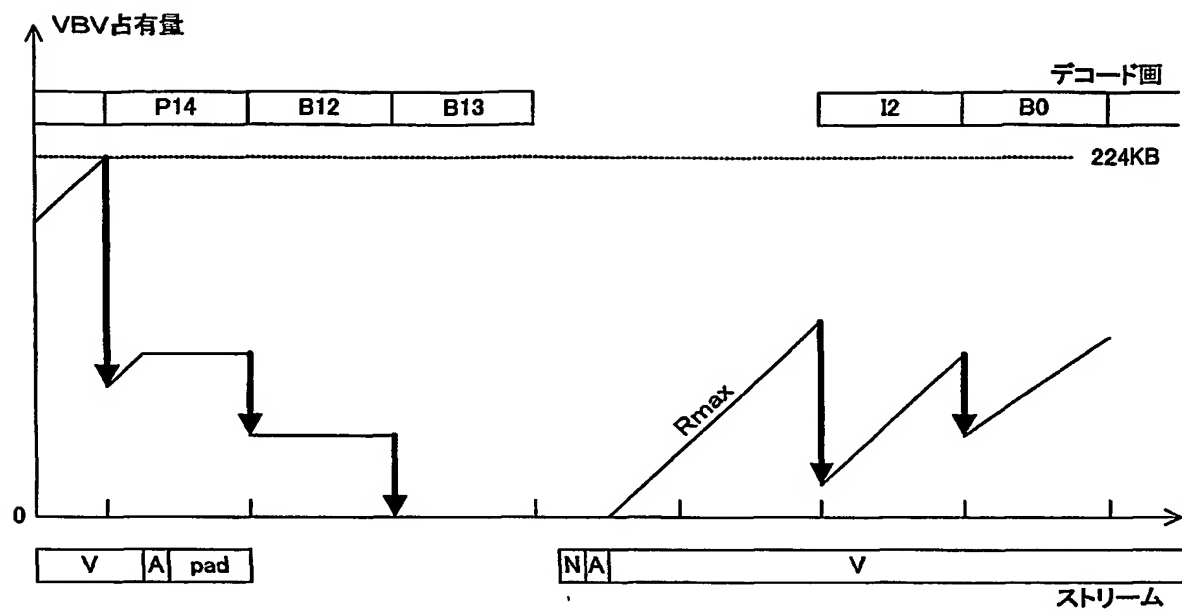 VBV占有量
デコード画
P14 B12 B13 I2 B0
224KB
Rmax
0
V A pad N A V
ストリーム